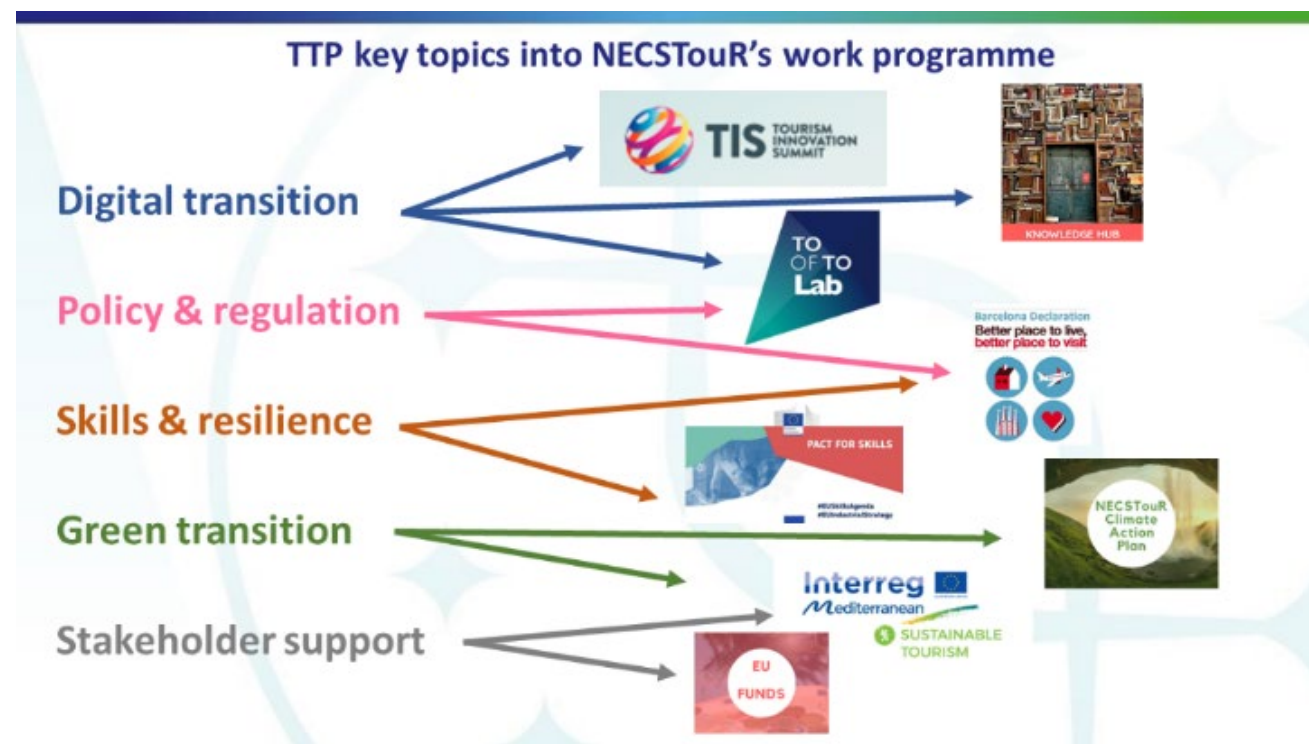 TTP key topics into NECSTouR's work programme
TIS TOURISM
INNOVATION
SUMMIT
KNOWLEDGE HUB
Digital transition
TO
OF TO
Lab
Policy & regulation
Barcelona Declaration
Better place to live,
better place to visit
Skills & resilience
PACT FOR SKILLS
#EUSkillsAgenda
#EUIndustrialStrategy
NECSTouR
Climate
Action
Plan
Green transition
Interreg
Mediterranean
SUSTAINABLE
TOURISM
Stakeholder support
EU
FUNDS